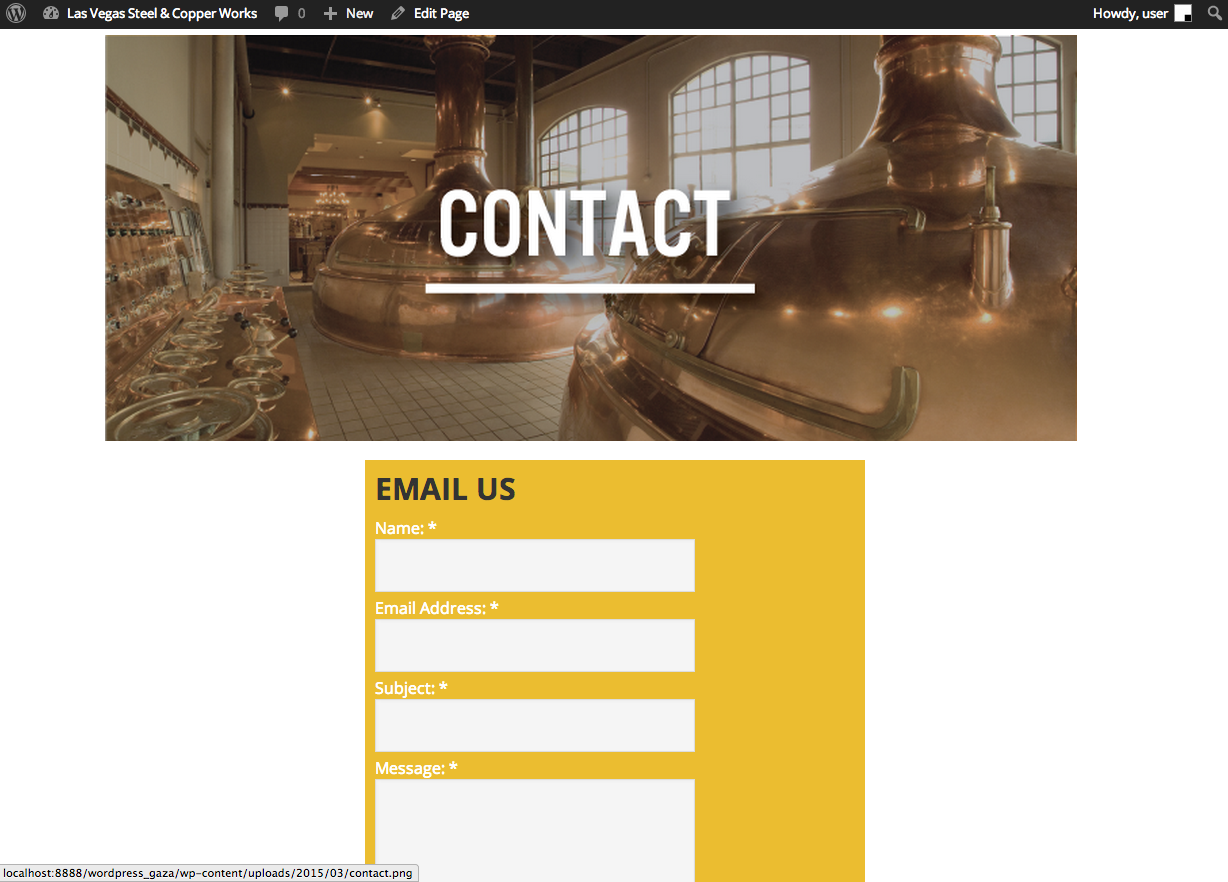 Las Vegas Steel & Copper Works 0 New Edit Page Howdy, user
CONTACT
EMAIL US
Name: *
Email Address: *
Subject: *
Message: *
localhost:8888/wordpress_gaza/wp-content/uploads/2015/03/contact.png